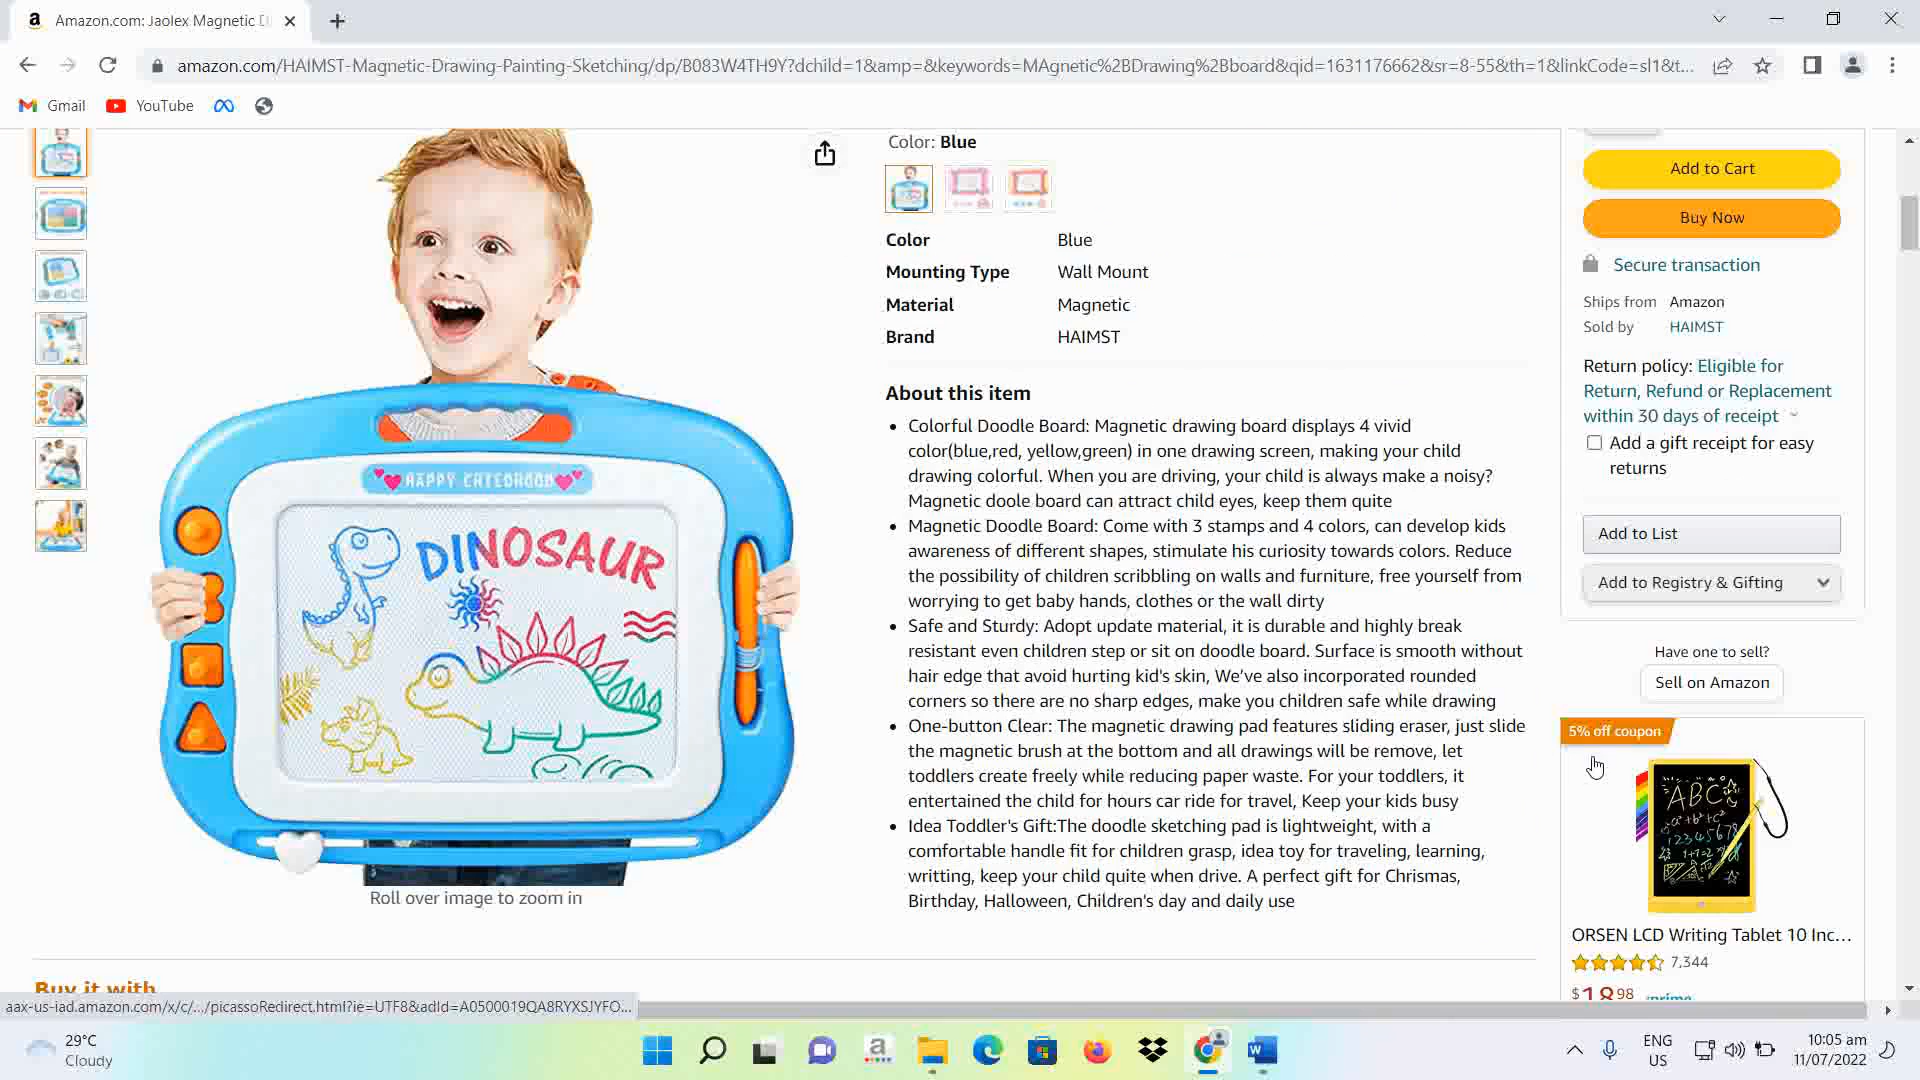 Amazon.com: Jaolex Magnetic D
amazon.com/HAIMST-Magnetic-Drawing-Painting-Sketching/dp/B083W4TH9Y?dchild=1&amp=&keywords=MAgnetic%2BDrawing%2Bboard&qid=1631176662&sr=8-55&th=1&linkCode=sl1&t...
Gmail YouTube
Color: Blue
Color Blue
Mounting Type Wall Mount
Material Magnetic
Brand HAIMST
About this item
• Colorful Doodle Board: Magnetic drawing board displays 4 vivid
color(blue,red, yellow,green) in one drawing screen, making your child
drawing colorful. When you are driving, your child is always make a noisy?
Magnetic doole board can attract child eyes, keep them quite
• Magnetic Doodle Board: Come with 3 stamps and 4 colors, can develop kids
awareness of different shapes, stimulate his curiosity towards colors. Reduce
the possibility of children scribbling on walls and furniture, free yourself from
worrying to get baby hands, clothes or the wall dirty
• Safe and Sturdy: Adopt update material, it is durable and highly break
resistant even children step or sit on doodle board. Surface is smooth without
hair edge that avoid hurting kid's skin, We've also incorporated rounded
corners so there are no sharp edges, make you children safe while drawing
• One-button Clear: The magnetic drawing pad features sliding eraser, just slide
the magnetic brush at the bottom and all drawings will be remove, let
toddlers create freely while reducing paper waste. For your toddlers, it
entertained the child for hours car ride for travel, Keep your kids busy
• Idea Toddler's Gift:The doodle sketching pad is lightweight, with a
comfortable handle fit for children grasp, idea toy for traveling, learning,
writting, keep your child quite when drive. A perfect gift for Chrismas,
Birthday, Halloween, Children's day and daily use
HAPPY
DINOSAUR
Roll over image to zoom in
Buy it with
Add to Cart
Buy Now
Secure transaction
Ships from Amazon
Sold by HAIMST
Return policy: Eligible for
Return, Refund or Replacement
within 30 days of receipt
Add a gift receipt for easy
returns
Add to List
Add to Registry & Gifting
Have one to sell?
Sell on Amazon
5% off coupon
ABC
ORSEN LCD Writing Tablet 10 Inc...
7,344
$18.98 prime
aax-us-iad.amazon.com/x/c/.../picassoRedirect.html?ie=UTF8&adId=A0500019QA8RYXSJYFO...
29°C
Cloudy
ENG
US
10:05 am
11/07/2022